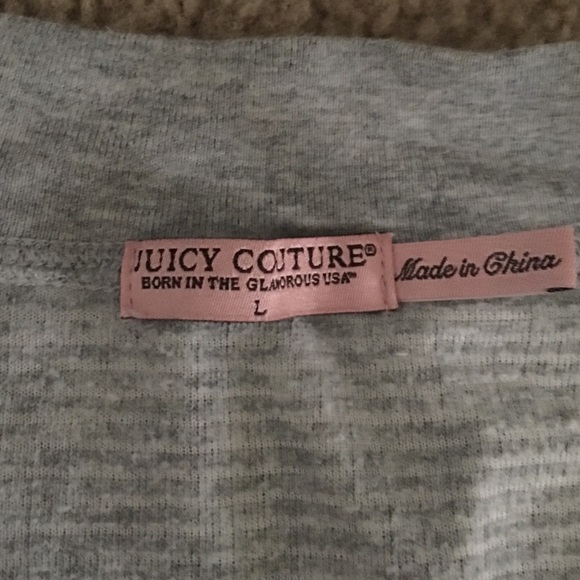 JUICY COUTURE®
BORN IN THE GLAMOROUS USA™
L
Made in China